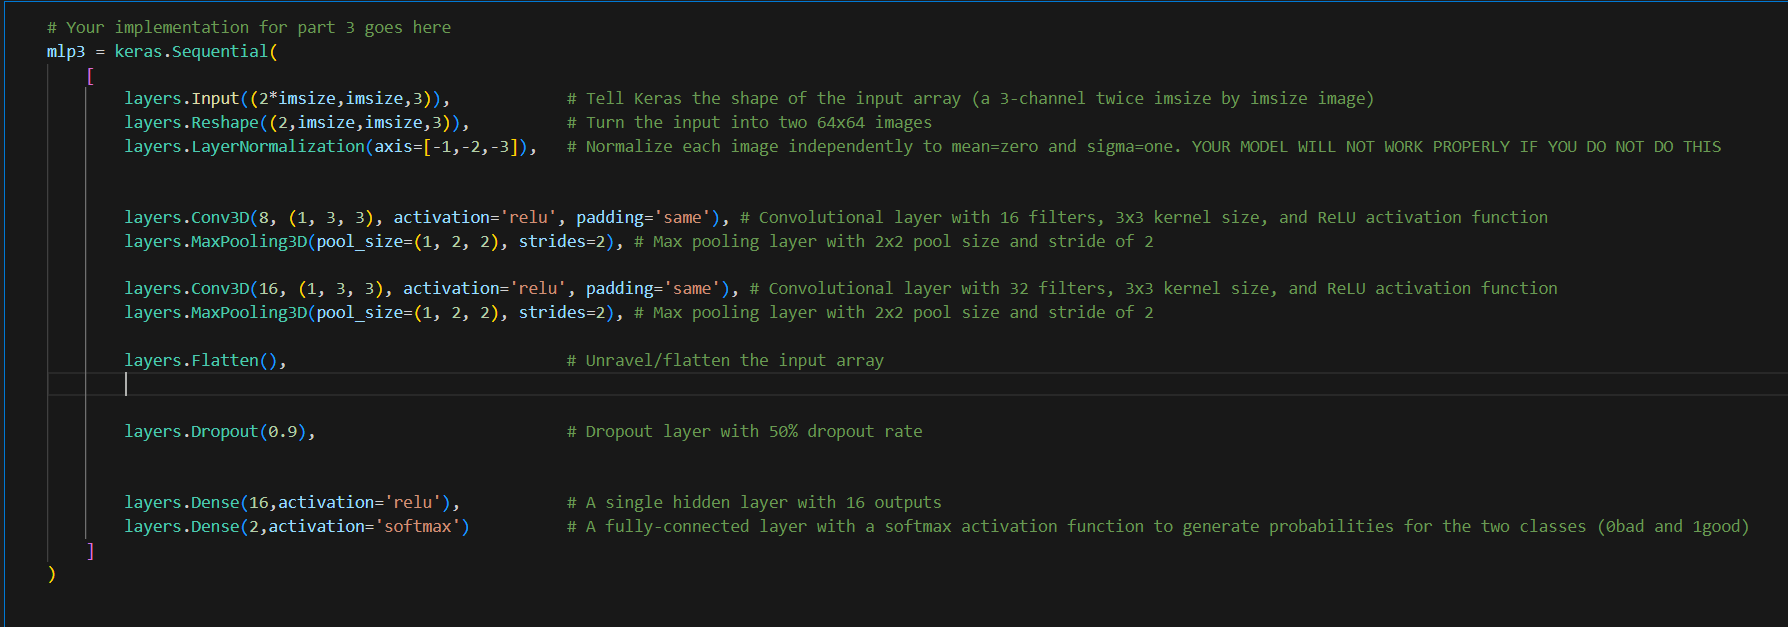 # Your implementation for part 3 goes here
mlp3 = keras.Sequential(
[
layers.Input((2*imsize,imsize,3)), # Tell Keras the shape of the input array (a 3-channel twice imsize by imsize image)
layers.Reshape((2,imsize,imsize,3)), # Turn the input into two 64x64 images
layers.LayerNormalization(axis=[-1,-2,-3]), # Normalize each image independently to mean=zero and sigma=one. YOUR MODEL WILL NOT WORK PROPERLY IF YOU DO NOT DO THIS
layers.Conv3D(8, (1, 3, 3), activation='relu', padding='same'), # Convolutional layer with 16 filters, 3x3 kernel size, and ReLU activation function
layers.MaxPooling3D(pool_size=(1, 2, 2), strides=2), # Max pooling layer with 2x2 pool size and stride of 2
layers.Conv3D(16, (1, 3, 3), activation='relu', padding='same'), # Convolutional layer with 32 filters, 3x3 kernel size, and ReLU activation function
layers.MaxPooling3D(pool_size=(1, 2, 2), strides=2), # Max pooling layer with 2x2 pool size and stride of 2
layers.Flatten(), # Unravel/flatten the input array
layers.Dropout(0.9), # Dropout layer with 50% dropout rate
layers.Dense(16,activation='relu'), # A single hidden layer with 16 outputs
layers.Dense(2,activation='softmax') # A fully-connected layer with a softmax activation function to generate probabilities for the two classes (0bad and 1good)
]
)